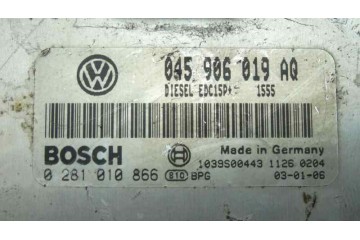 045 906 019 AQ
DIESEL EDC15P+ 1555
BOSCH
Made in Germany
1039S00443 1126 0204
0 281 010 866 E10 BPG 03-01-06